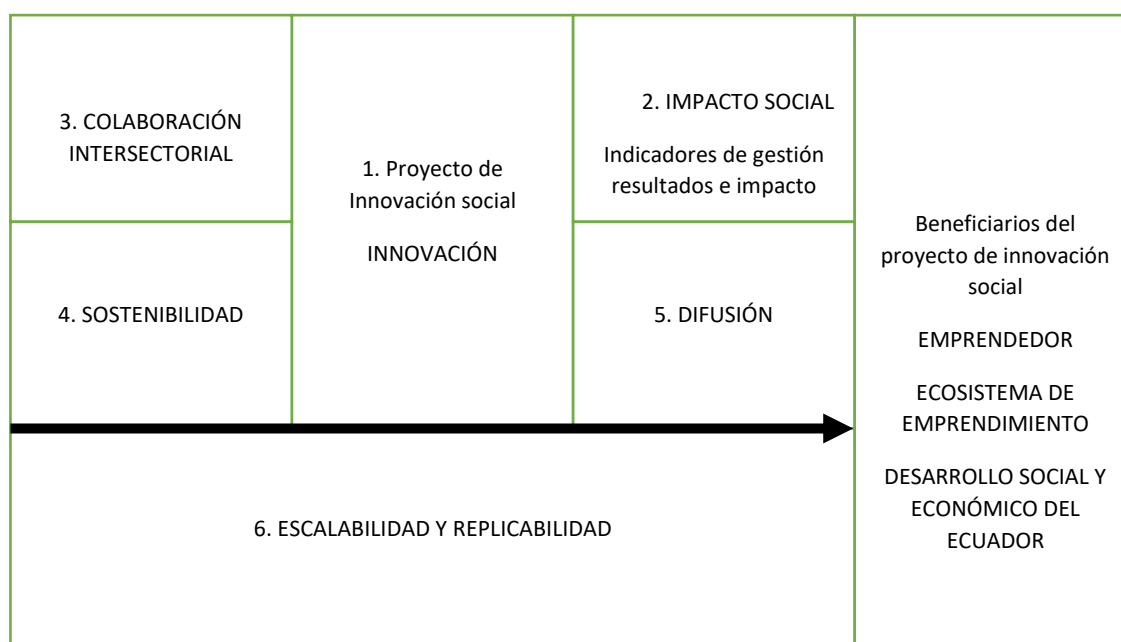 3. COLABORACIÓN
INTERSECTORIAL
4. SOSTENIBILIDAD
1. Proyecto de
Innovación social
INNOVACIÓN
2. IMPACTO SOCIAL
Indicadores de gestión
resultados e impacto
5. DIFUSIÓN
Beneficiarios del
proyecto de innovación
social
EMPRENDEDOR
ECOSISTEMA DE
EMPRENDIMIENTO
DESARROLLO SOCIAL Y
ECONÓMICO DEL
ECUADOR
6. ESCALABILIDAD Y REPLICABILIDAD